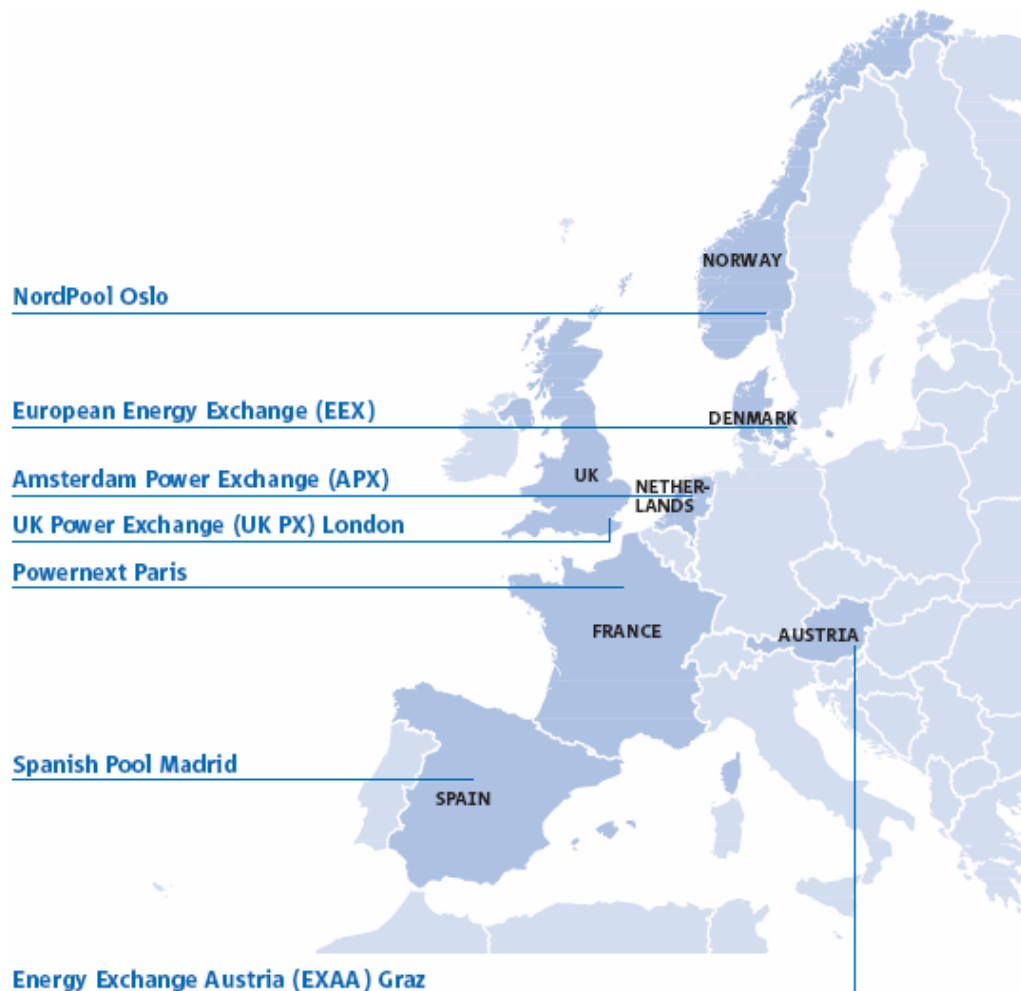 NORWAY
NordPool Oslo
European Energy Exchange (EEX)
DENMARK
Amsterdam Power Exchange (APX)
UK
NETHER-
LANDS
UK Power Exchange (UK PX) London
Powernext Paris
FRANCE
AUSTRIA
Spanish Pool Madrid
SPAIN
Energy Exchange Austria (EXAA) Graz